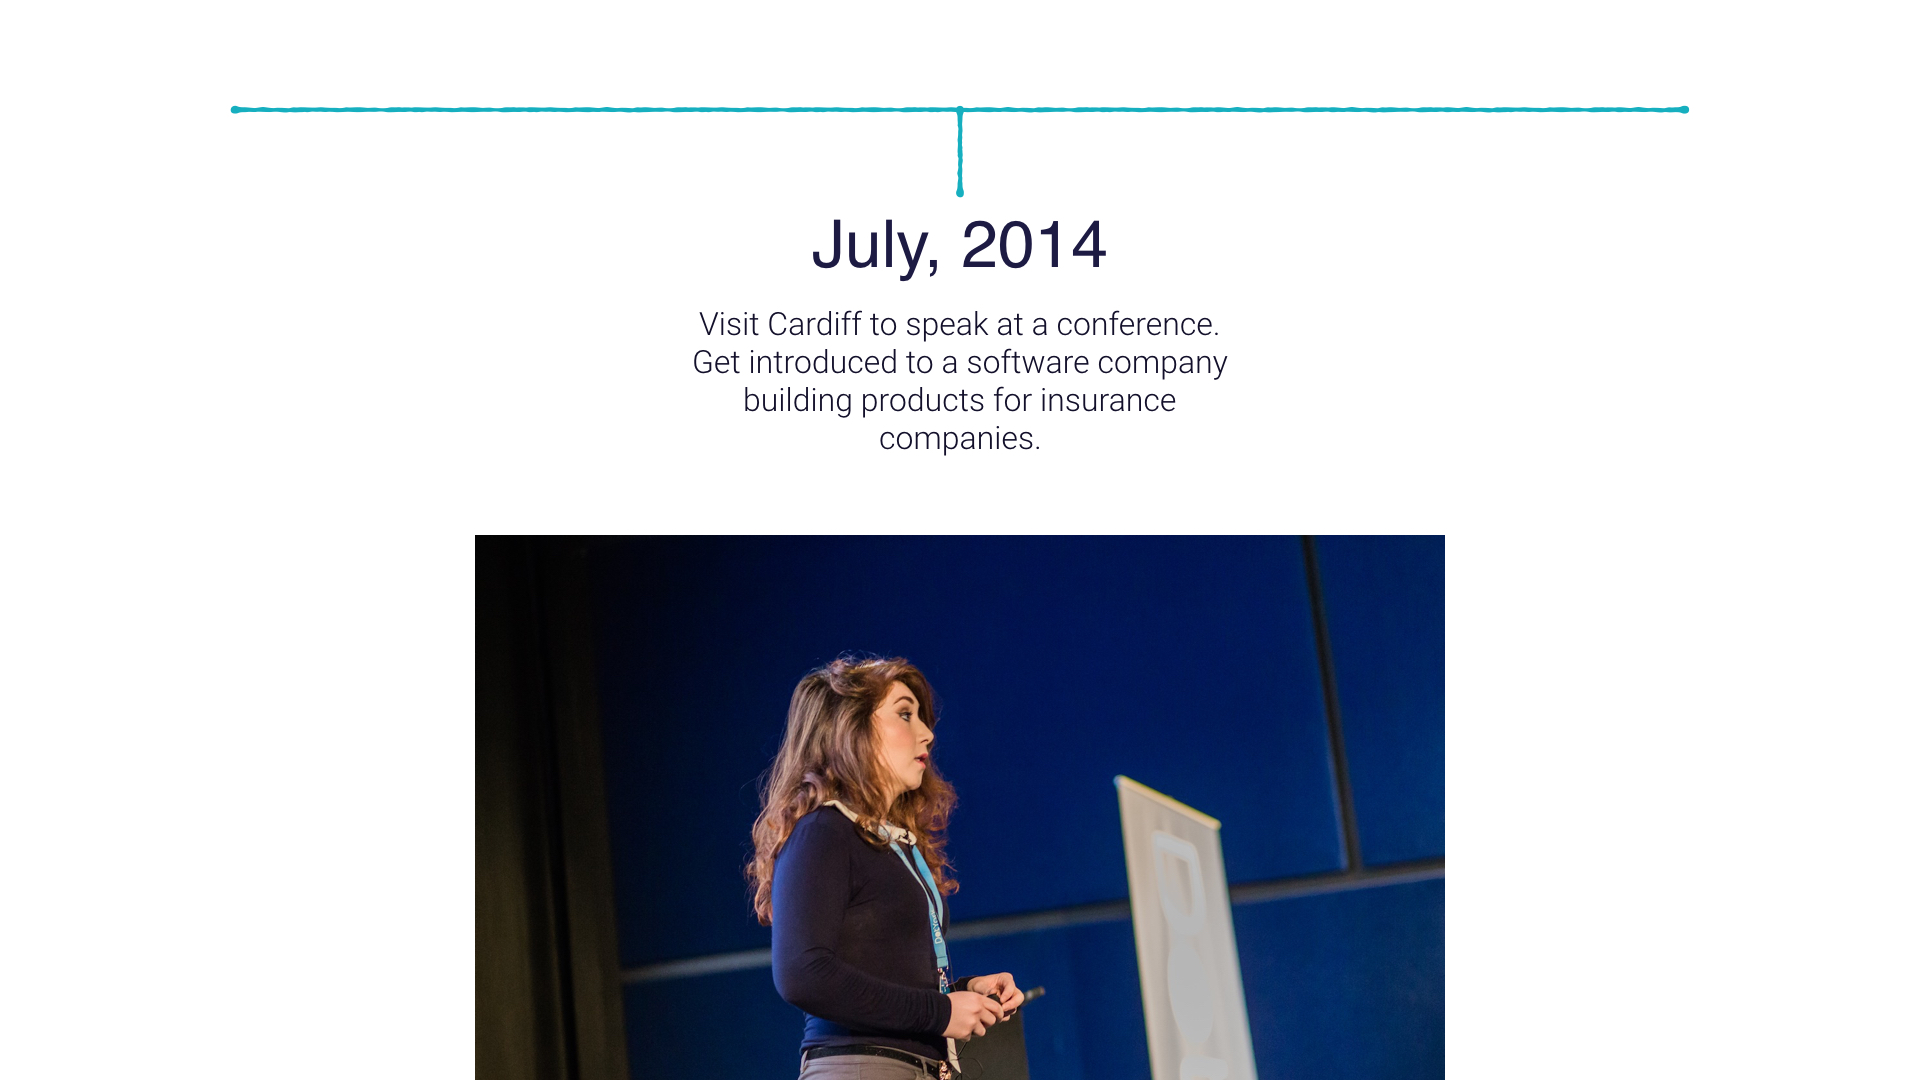 July, 2014
Visit Cardiff to speak at a conference.
Get introduced to a software company
building products for insurance
companies.